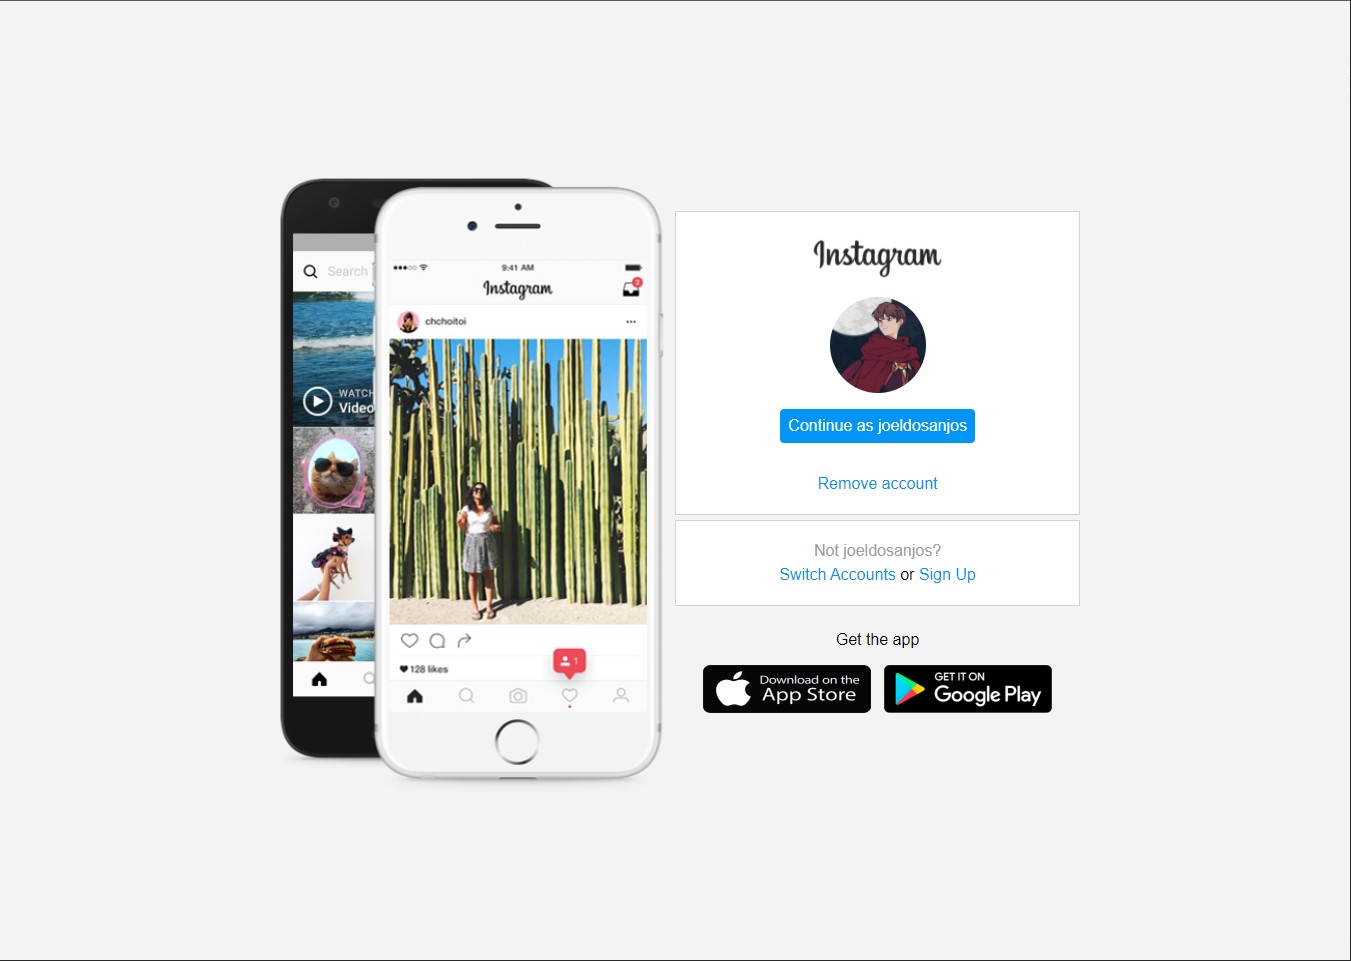 Search
WATCH
Video
9:41 AM
Instagram
2
chchoitoi
128 likes
1
Instagram
Continue as joeldosanjos
Remove account
Not joeldosanjos?
Switch Accounts or Sign Up
Get the app
Download on the
App Store
GET IT ON
Google Play